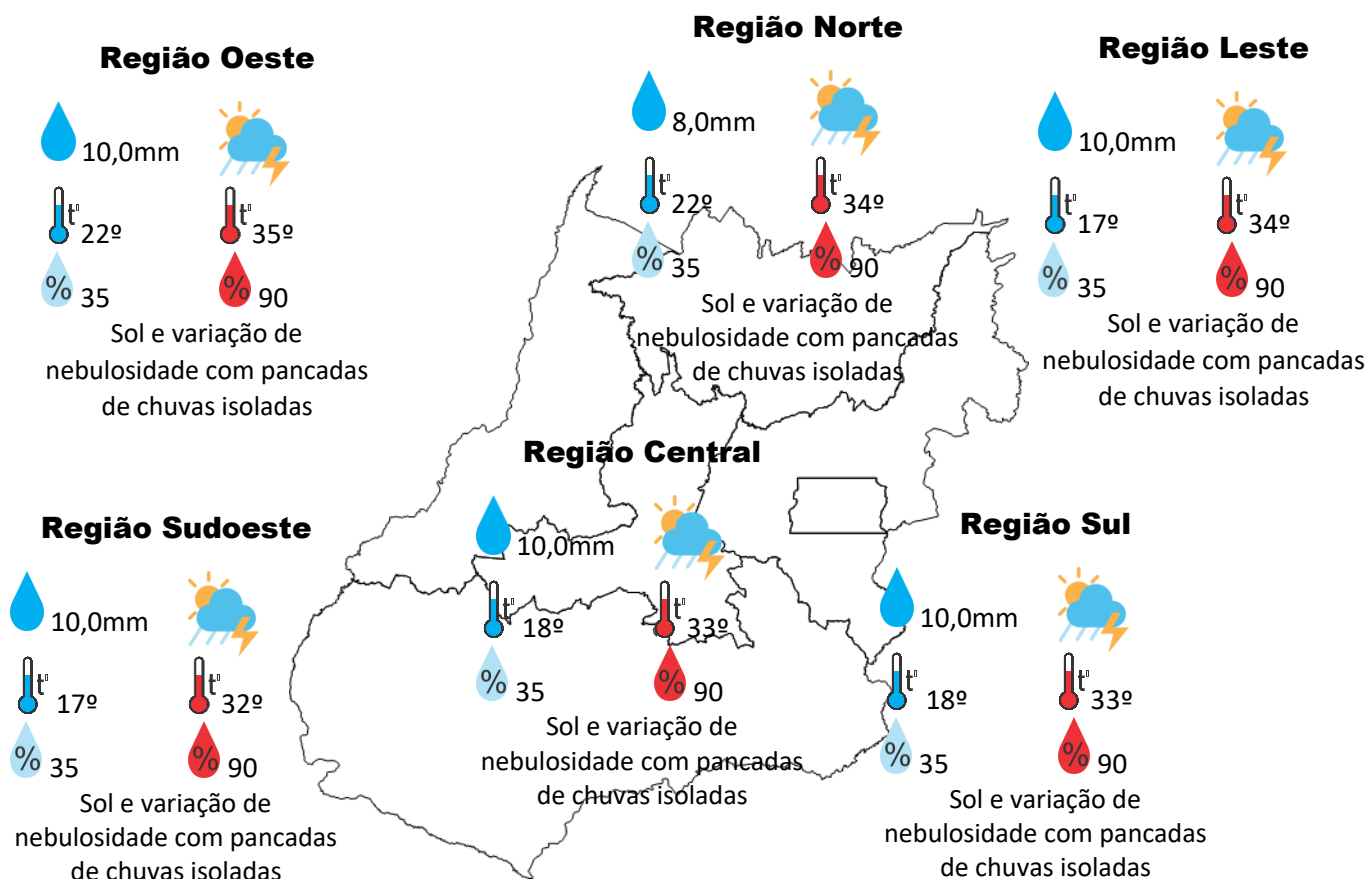 Região Oeste
10,0mm
t°
22º
t°
35º
%
35
%
90
Sol e variação de
nebulosidade com pancadas
de chuvas isoladas
Região Norte
8,0mm
t°
22º
t°
34º
%
35
%
90
Sol e variação de
nebulosidade com pancadas
de chuvas isoladas
Região Leste
10,0mm
t°
17º
t°
34º
%
35
%
90
Sol e variação de
nebulosidade com pancadas
de chuvas isoladas
Região Sudoeste
10,0mm
t°
17º
t°
32º
%
35
%
90
Sol e variação de
nebulosidade com pancadas
de chuvas isoladas
Região Central
10,0mm
t°
18º
t°
33º
%
35
%
90
Sol e variação de
nebulosidade com pancadas
de chuvas isoladas
Região Sul
10,0mm
t°
18º
t°
33º
%
35
%
90
Sol e variação de
nebulosidade com pancadas
de chuvas isoladas